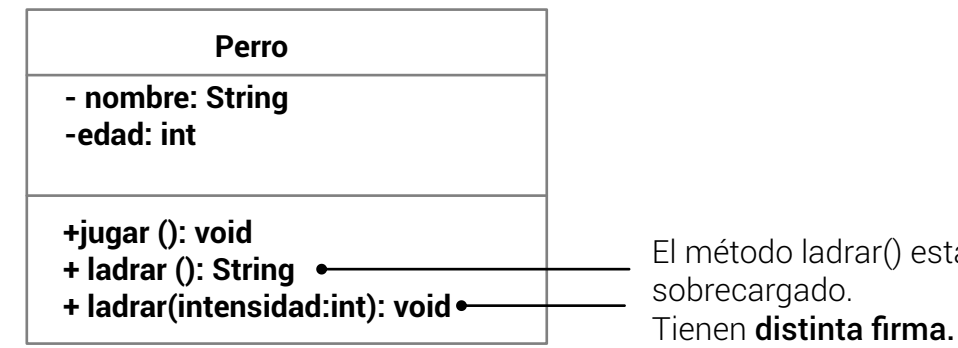 Perro
- nombre: String
-edad: int
+jugar (): void
+ ladrar (): String
+ ladrar(intensidad:int): void
El método ladrar() está
sobrecargado.
Tienen distinta firma.